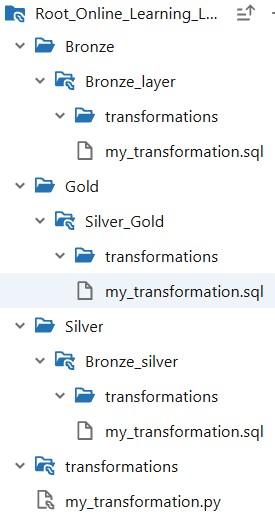 Root_Online_Learning_L...
Bronze
Bronze_layer
transformations
my_transformation.sql
Gold
Silver_Gold
transformations
my_transformation.sql
Silver
Bronze_silver
transformations
my_transformation.sql
transformations
my_transformation.py